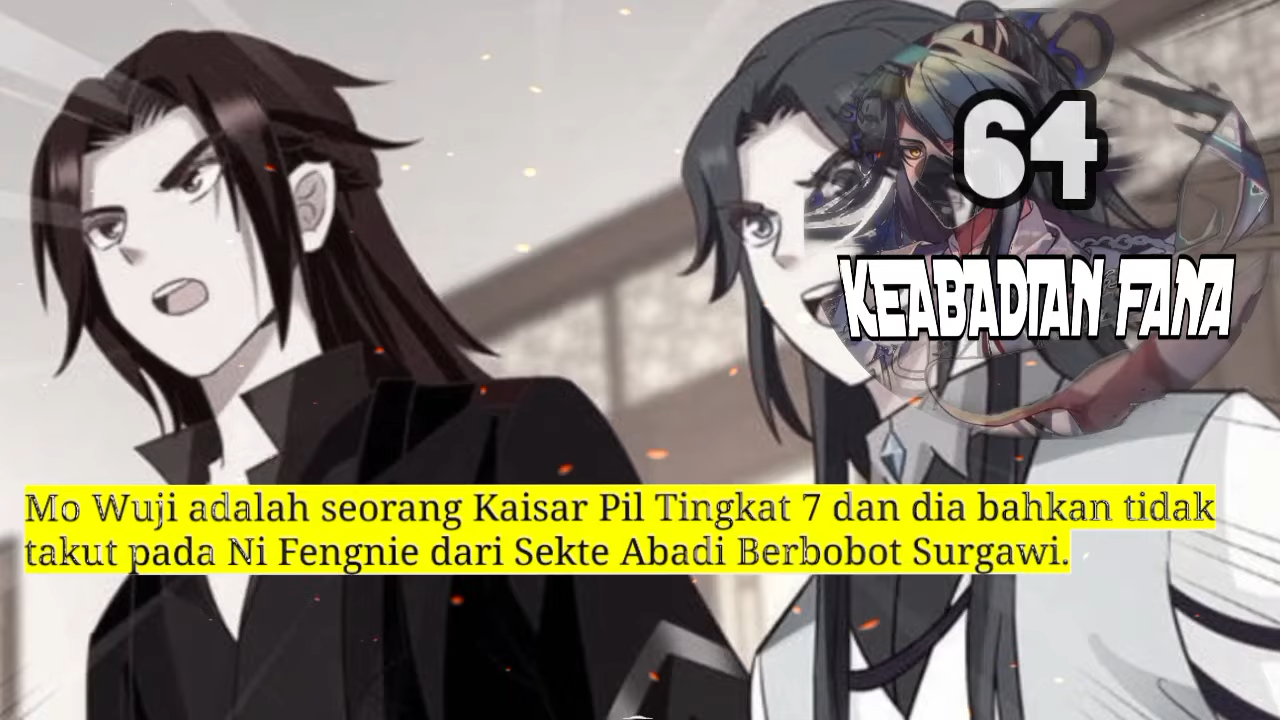 64
KEABADIAN FANA
Mo Wuji adalah seorang Kaisar Pil Tingkat 7 dan dia bahkan tidak
takut pada Ni Fengnie dari Sekte Abadi Berbobot Surgawi.